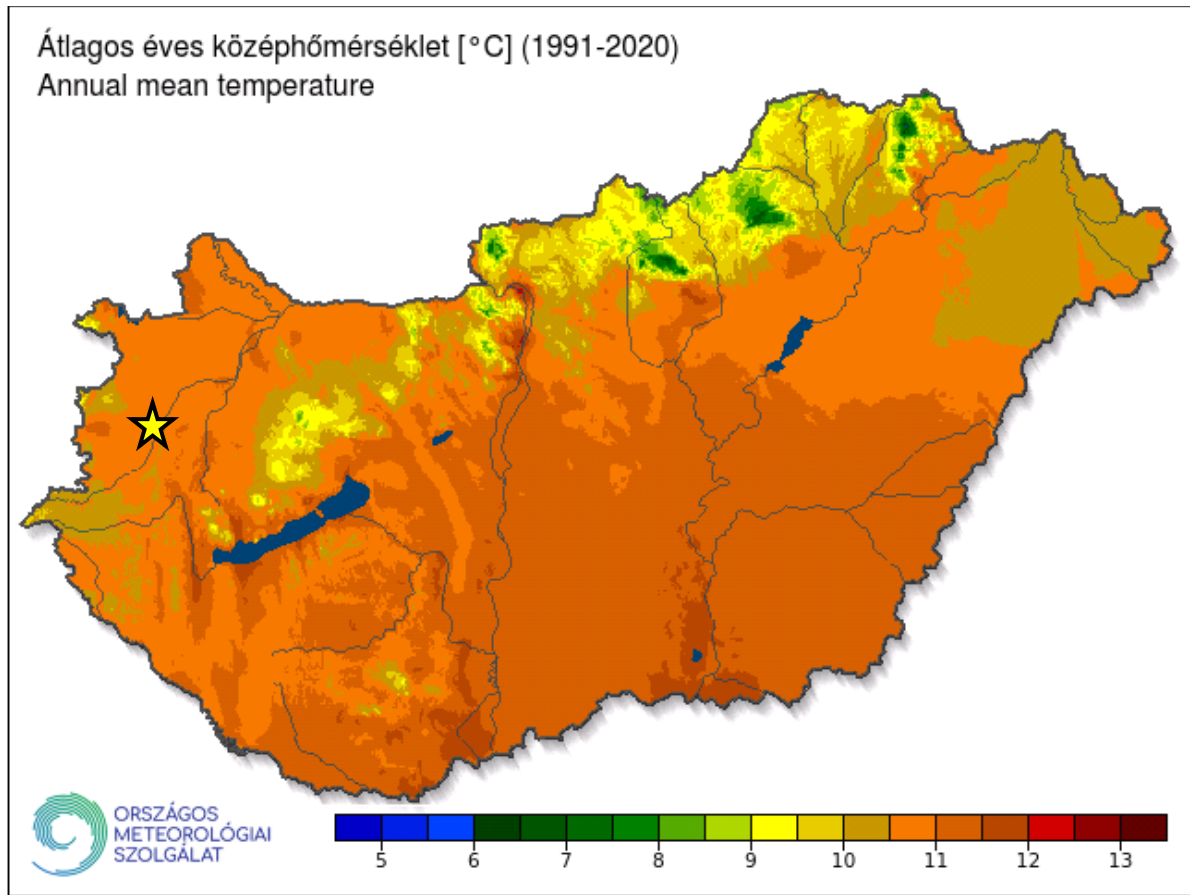 Átlagos éves középhőmérséklet [°C] (1991-2020)
Annual mean temperature
ORSZÁGOS
METEOROLÓGIAI
SZOLGÁLAT
5 6 7 8 9 10 11 12 13